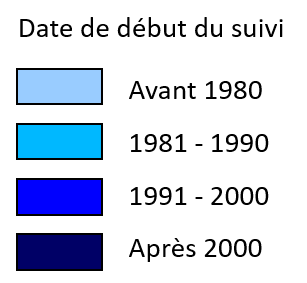 Date de début du suivi
Avant 1980
1981 - 1990
1991 - 2000
Après 2000